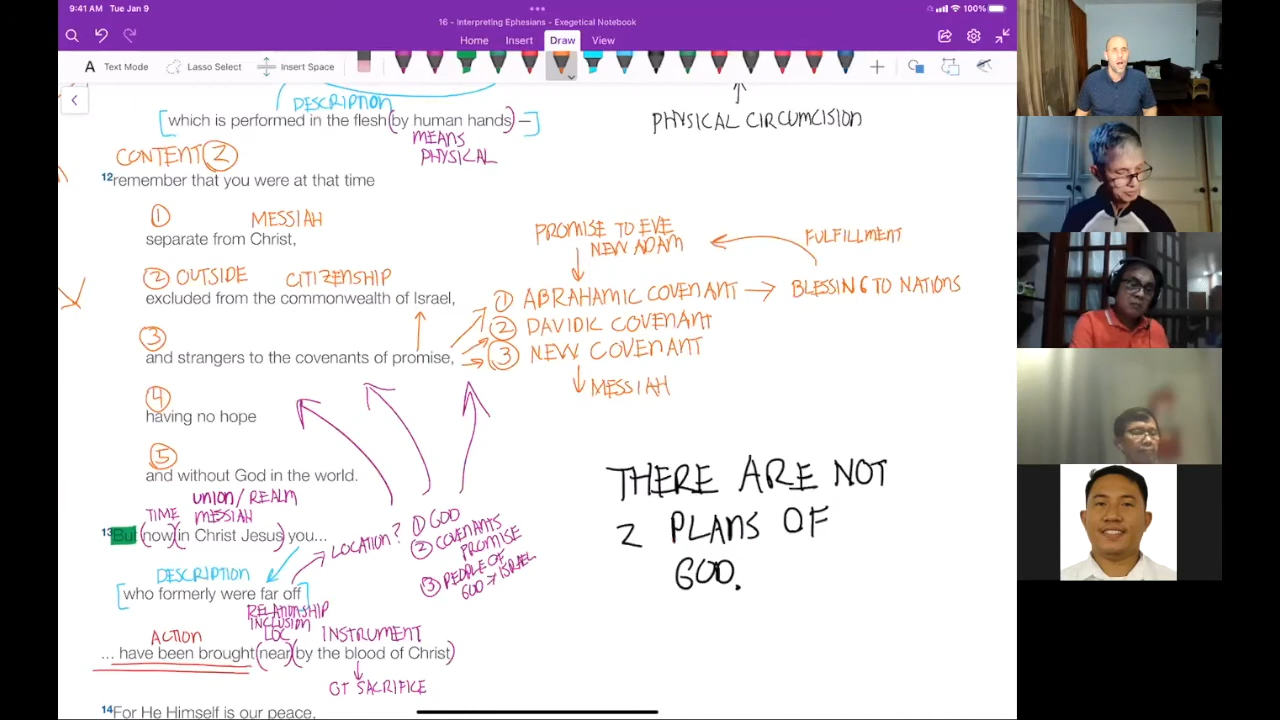 9:41 AM Tue Jan 9
100%
16 - Interpreting Ephesians - Exegetical Notebook
Home Insert Draw View
A Text Mode Lasso Select Insert Space
DESCRIPTION
[which is performed in the flesh (by human hands) –]
MEANS
PHYSICAL
PHYSICAL CIRCUMCISION
CONTENT 2
12 remember that you were at that time
1 MESSIAH
separate from Christ,
2 OUTSIDE CITIZENSHIP
excluded from the commonwealth of Israel,
3
and strangers to the covenants of promise,
4
having no hope
5
and without God in the world.
PROMISE TO EVE
NEW ADAM
FULFILLMENT
1 ABRAHAMIC COVENANT → BLESSING TO NATIONS
2 DAVIDIC COVENANT
3 NEW COVENANT
MESSIAH
THERE ARE NOT
2 PLANS OF
GOD.
UNION/REALM
TIME MESSIAH
13 But (now) (in Christ Jesus) you...
LOCATION? 1 GOD
2 COVENANTS
PROMISE
3 PEOPLE OF
GOD → ISRAEL
DESCRIPTION
[who formerly were far off]
RELATIONSHIP
INCLUSION
ACTION LOC INSTRUMENT
... have been brought (near) (by the blood of Christ)
OT SACRIFICE
14 For He Himself is our peace,